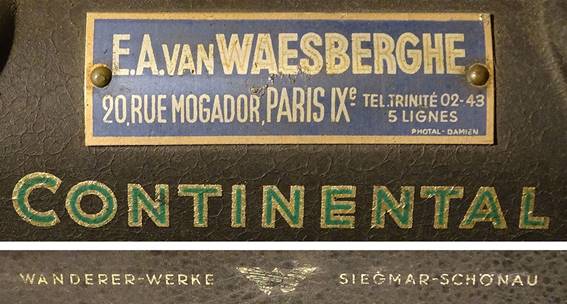 E.A. VAN WAESBERGHE
20, RUE MOGADOR, PARIS IXe TEL. TRINITÉ 02-43
5 LIGNES
PHOTAL-DAMIEN
CONTINENTAL
WANDERER-WERKE SIEGMAR-SCHÖNAU